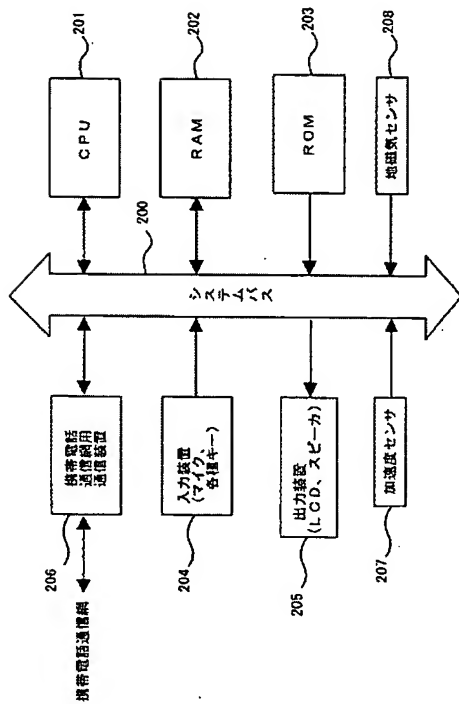 201
CPU
200
携帯電話
通信網用
通信装置
206
携帯電話通信網
202
RAM
入力装置
(マイク、
各種キー)
204
システムバス
203
ROM
出力装置
(LCD、スピーカ)
205
208
地磁気センサ
加速度センサ
207